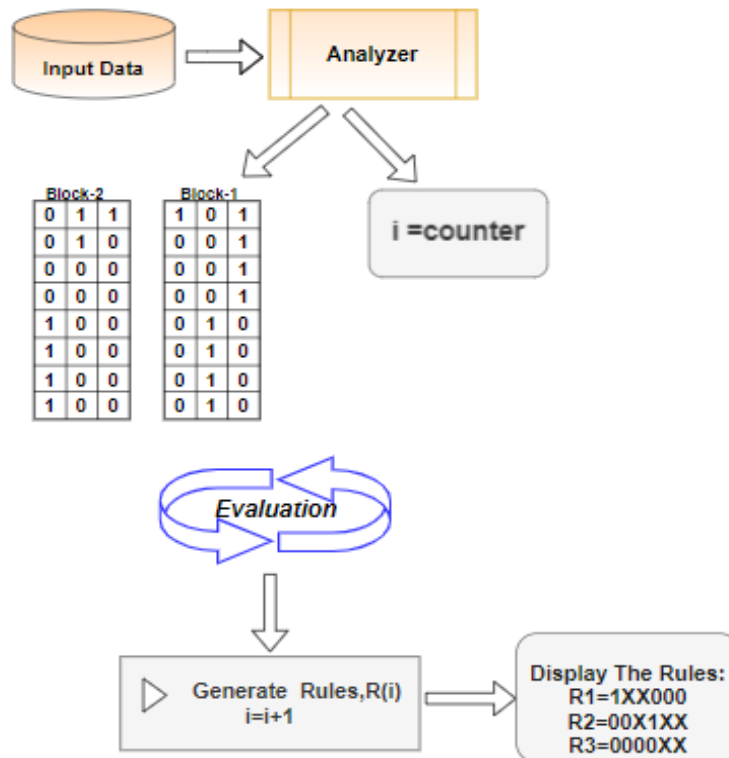 Input Data
Analyzer
Block-2
Block-1
i =counter
0 1 1
1 0 1
0 1 0
0 0 1
0 0 0
0 0 1
0 0 0
0 0 1
1 0 0
0 1 0
1 0 0
0 1 0
1 0 0
0 1 0
1 0 0
0 1 0
Evaluation
Generate Rules,R(i)
i=i+1
Display The Rules:
R1=1XX000
R2=00X1XX
R3=0000XX